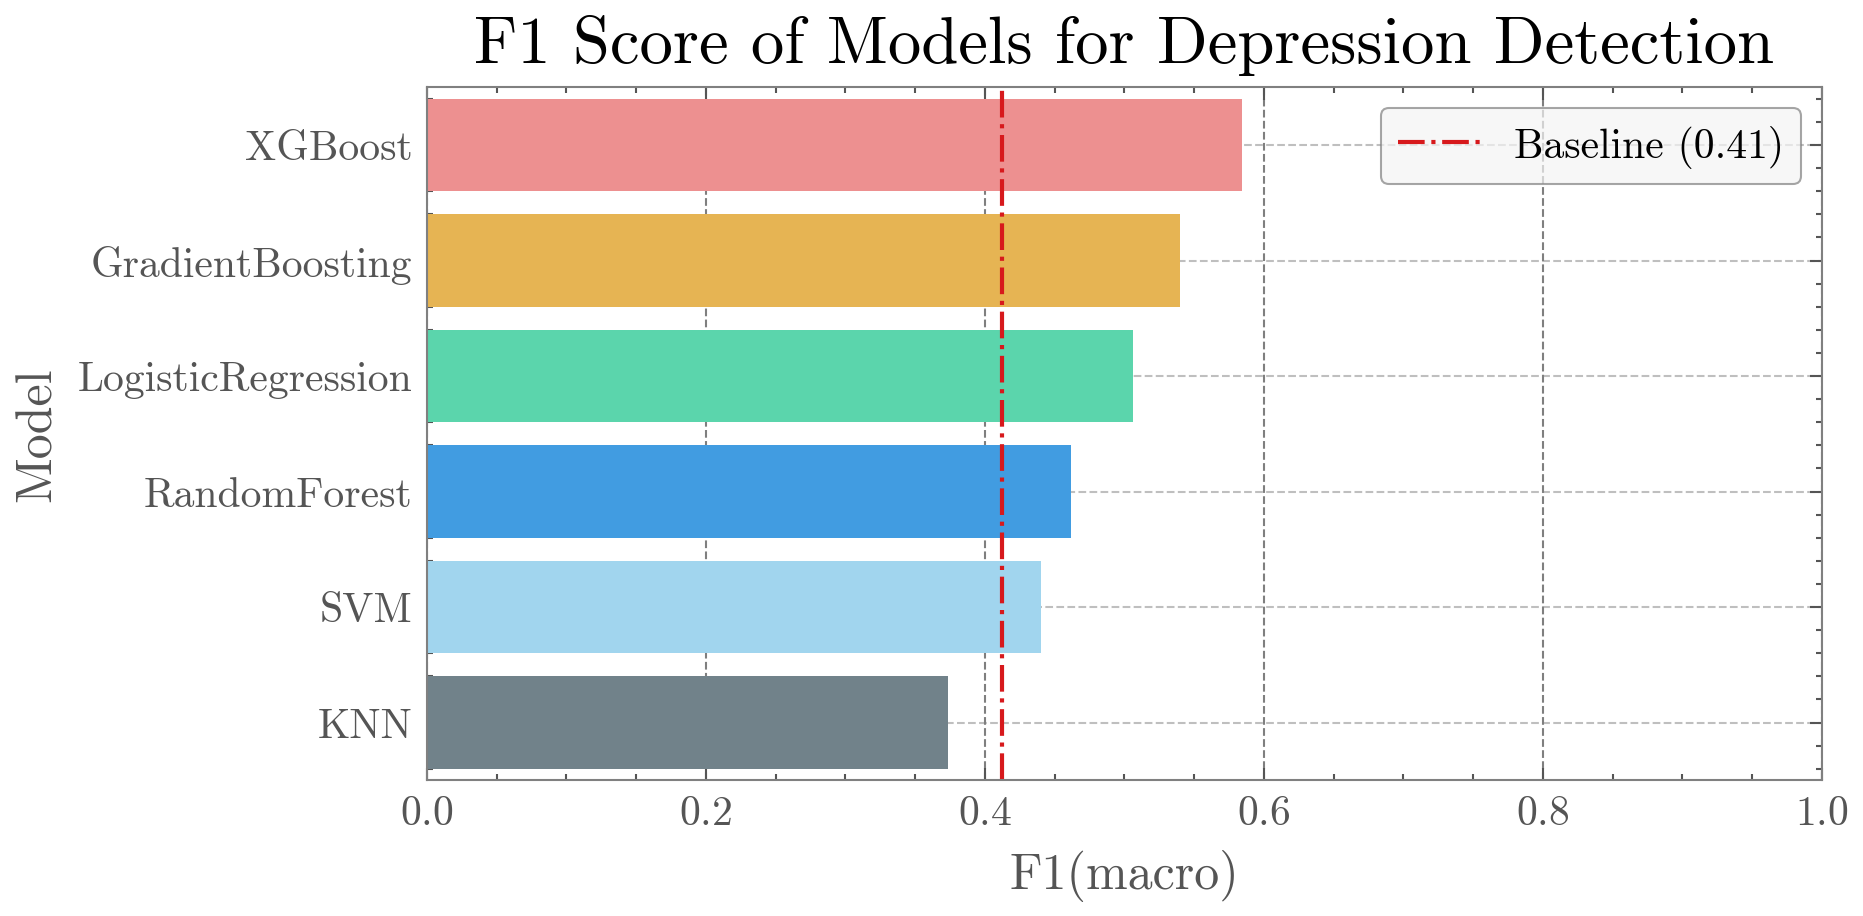 F1 Score of Models for Depression Detection
Baseline (0.41)
Model
XGBoost
GradientBoosting
LogisticRegression
RandomForest
SVM
KNN
0.0 0.2 0.4 0.6 0.8 1.0
F1(macro)